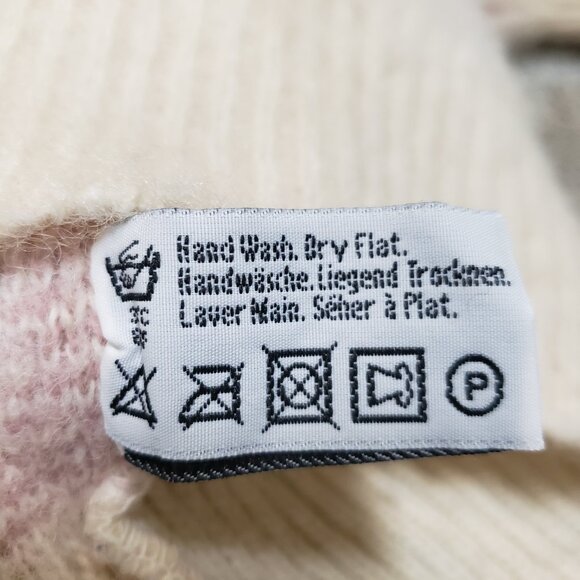 Hand Wash. Dry Flat.
Handwäsche. Liegend Trocknen.
Laver Main. Séher à Plat.
P